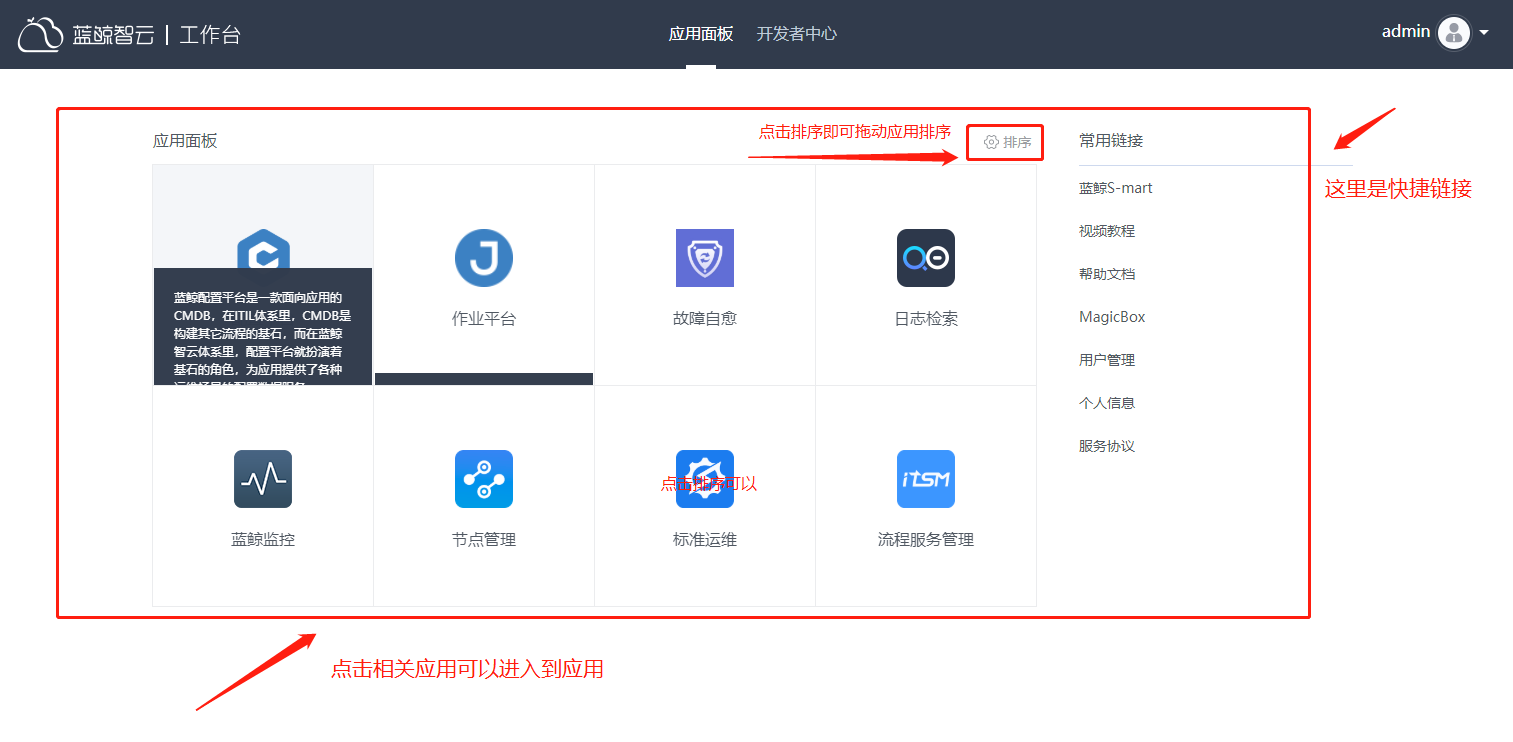 蓝鲸智云 | 工作台
应用面板
开发者中心
admin
应用面板
点击排序即可拖动应用排序
排序
常用链接
这里是快捷链接
蓝鲸S-mart
视频教程
帮助文档
MagicBox
用户管理
个人信息
服务协议
蓝鲸配置平台是一款面向应用的
CMDB，在ITIL体系里，CMDB是
构建其它流程的基石，而在蓝鲸
智云体系里，配置平台就扮演着
基石的角色，为应用提供了各种
作业平台
故障自愈
日志检索
点击排序可以
iTSM
蓝鲸监控
节点管理
标准运维
流程服务管理
点击相关应用可以进入到应用